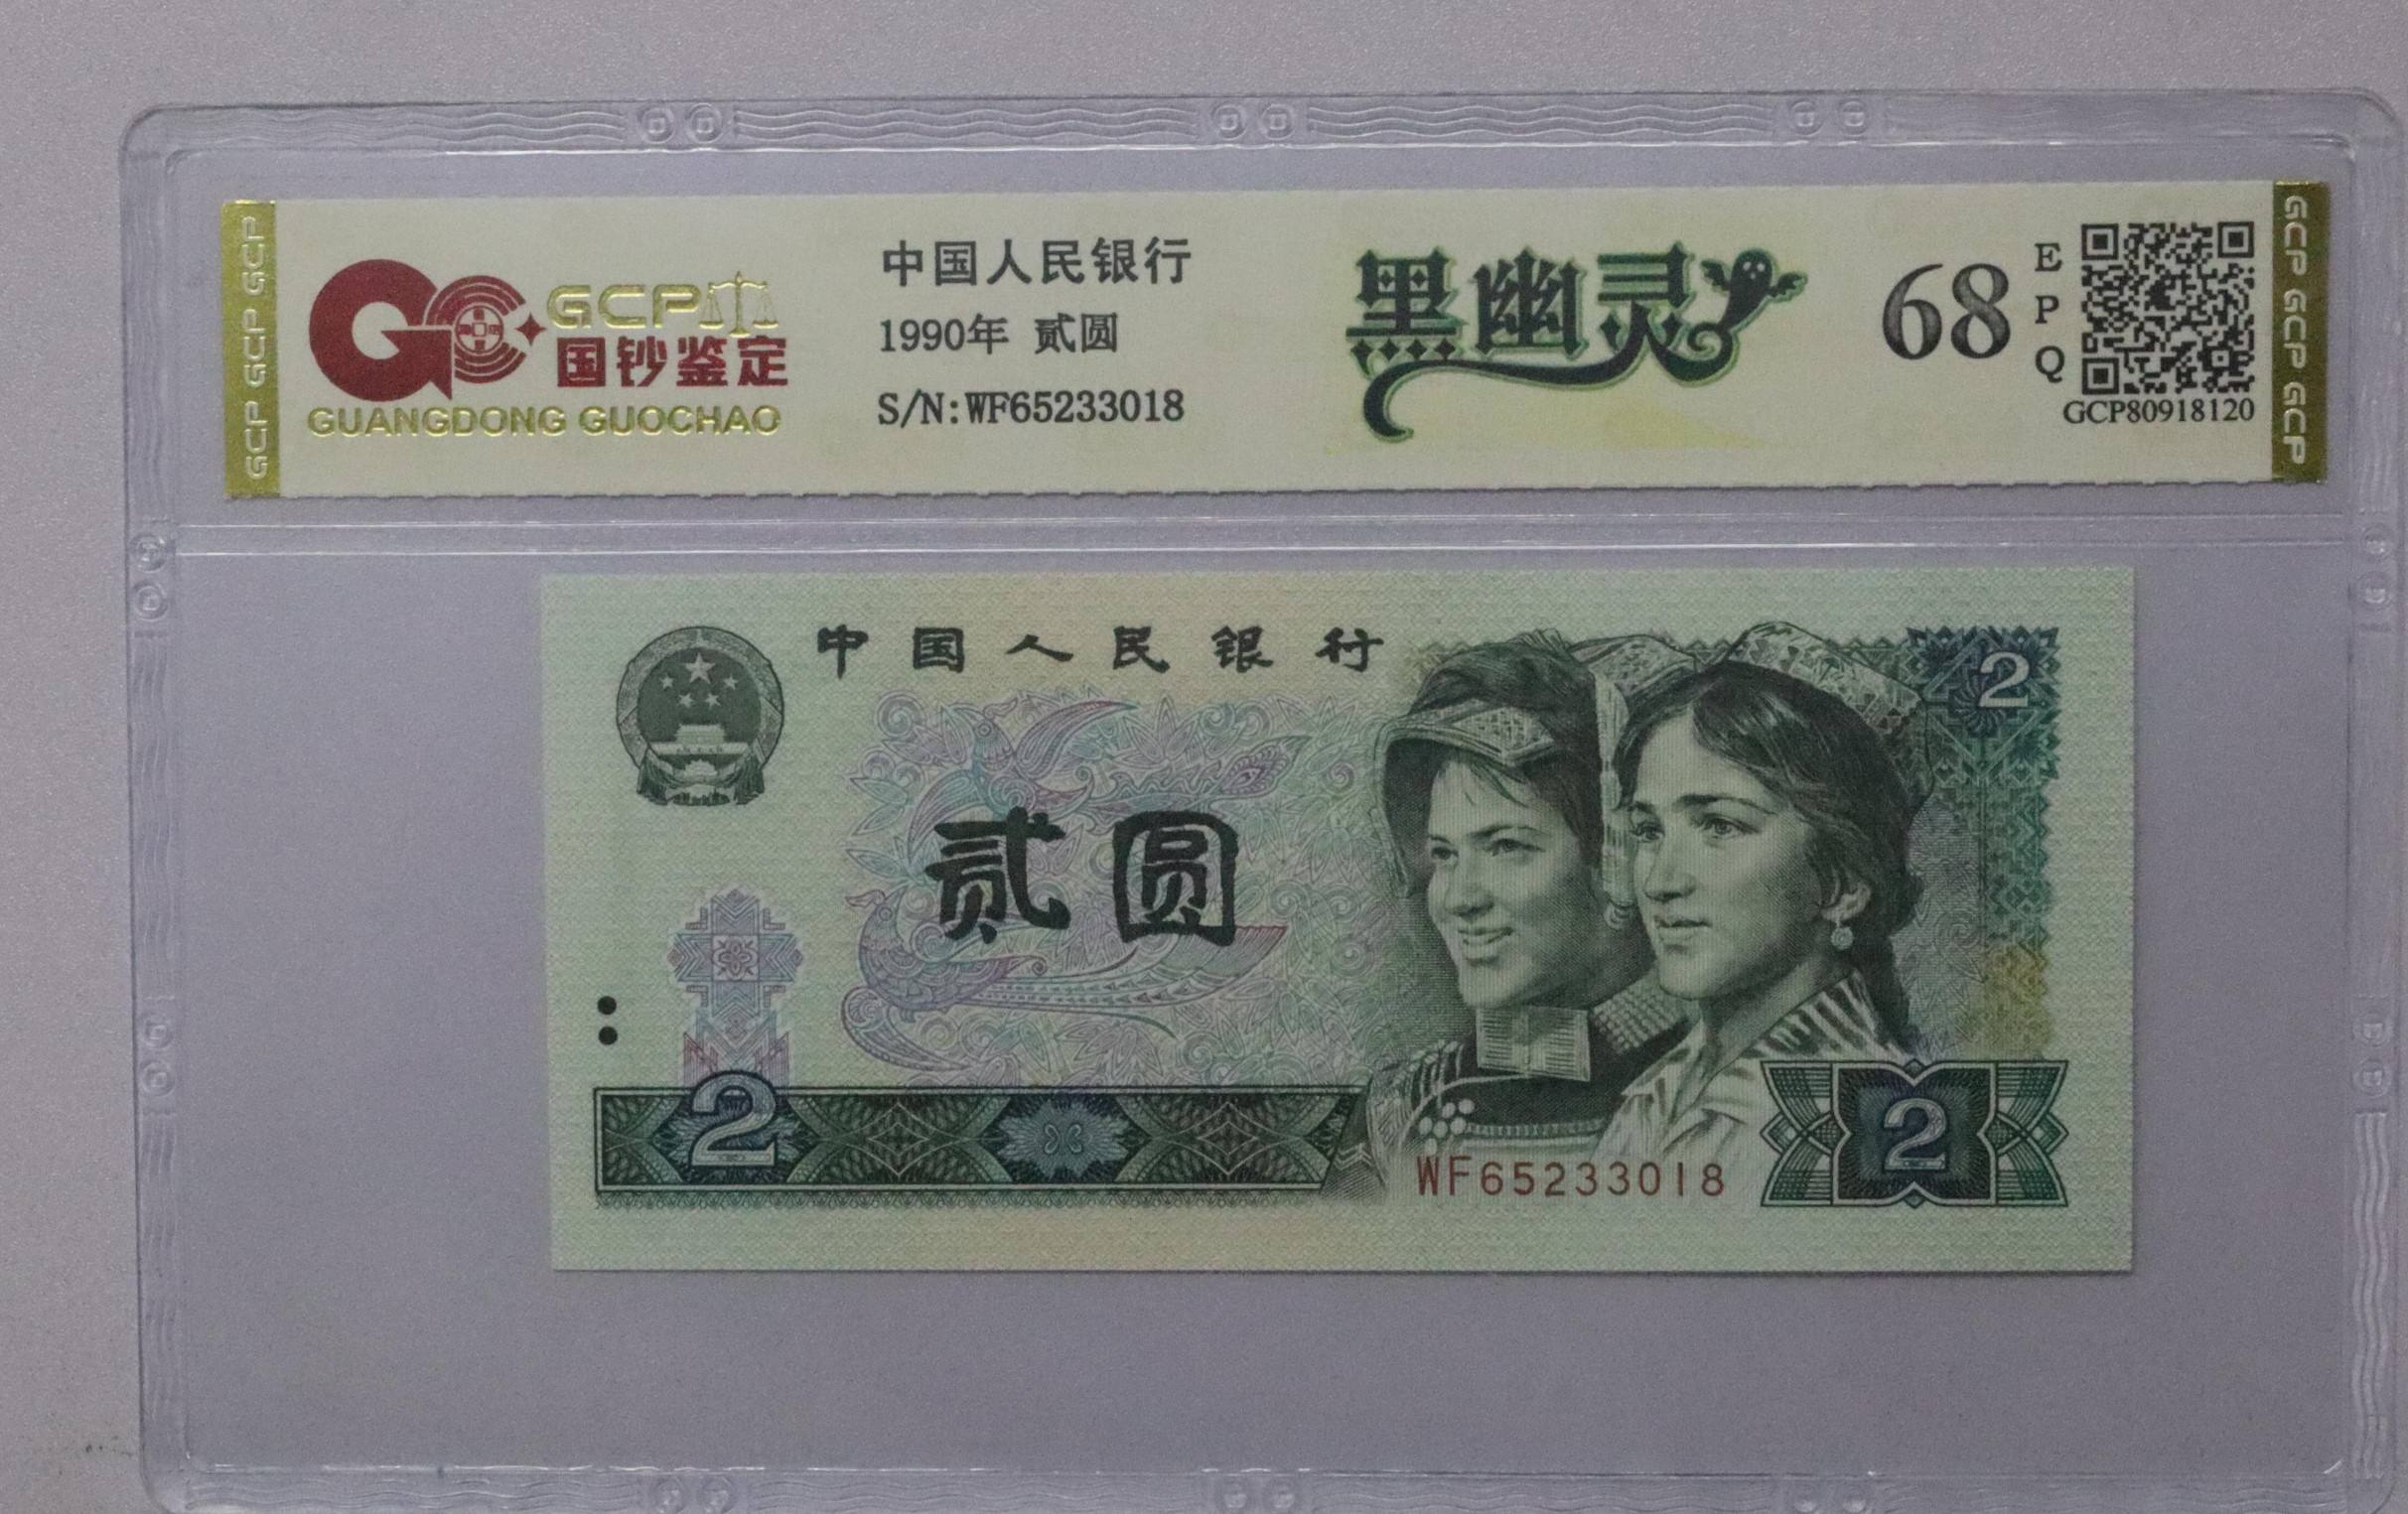 GCP GCP GCP
GCP
国钞鉴定
GUANGDONG GUOCHAO
中国人民银行
1990年 贰圆
S/N:WF65233018
黑幽灵
68
EPQ
GCP80918120
GCP GCP GCP
中国人民银行
2
贰圆
2
WF65233018
2